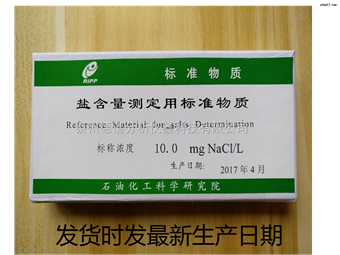 RIPP
标准物质
盐含量测定用标准物质
Reference Material for salts Determination
标称浓度 10.0 mg NaCl/L
生产日期: 2017年4月
石油化工科学研究院
发货时发最新生产日期